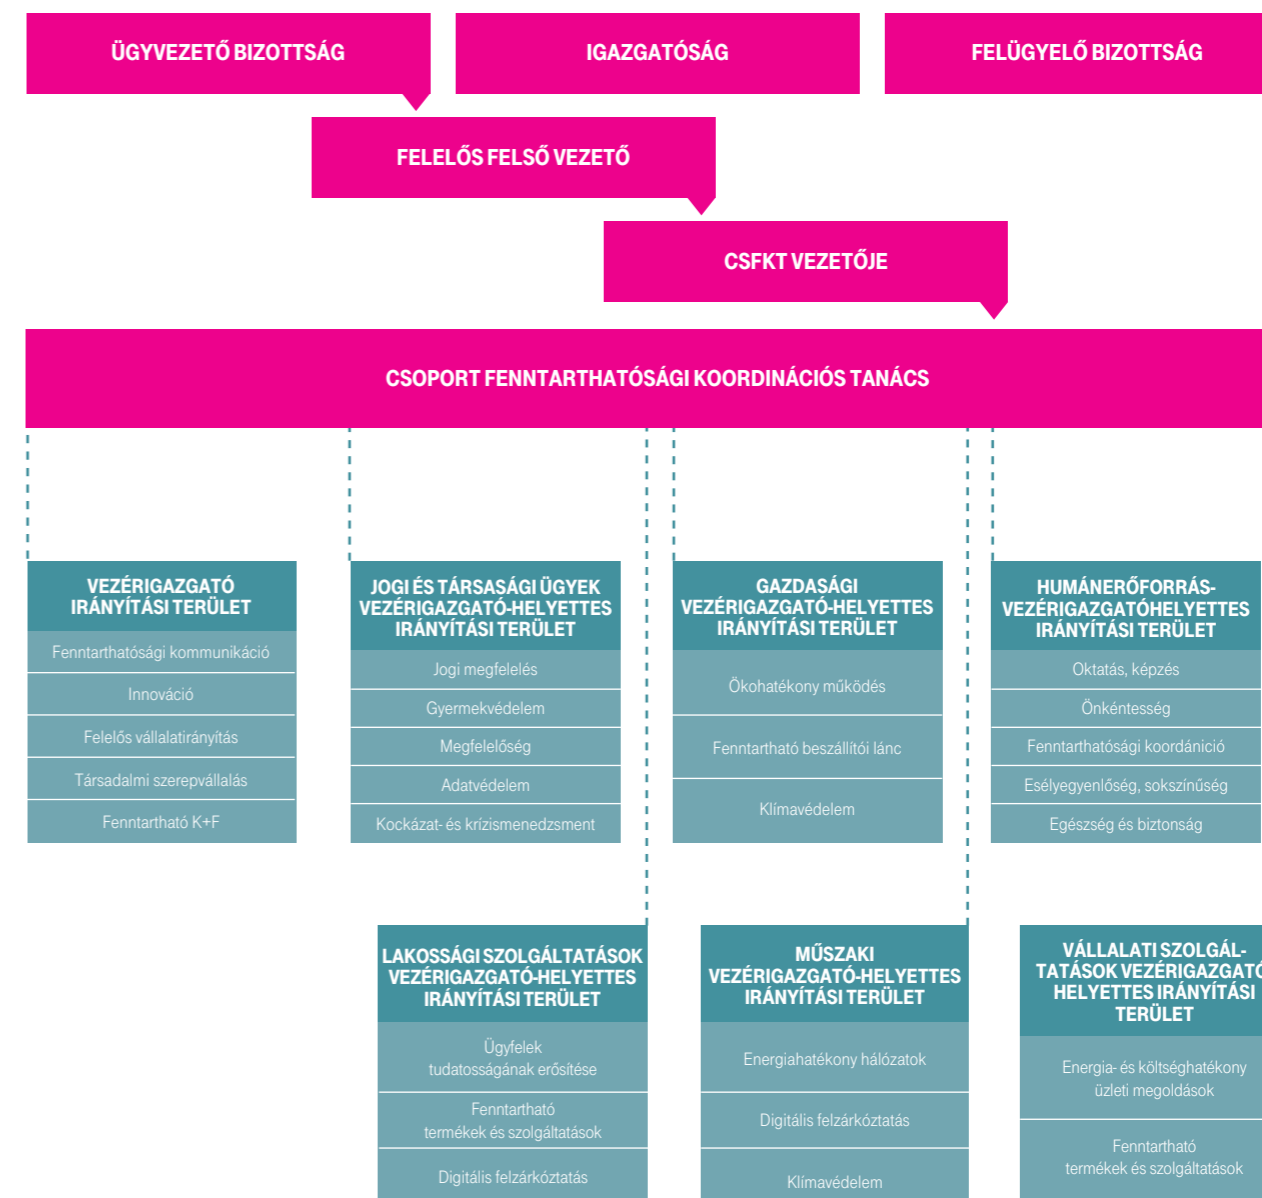 ÜGYVEZETŐ BIZOTTSÁG
IGAZGATÓSÁG
FELÜGYELŐ BIZOTTSÁG
FELELŐS FELSŐ VEZETŐ
CSFKT VEZETŐJE
CSOPORT FENNTARTHATÓSÁGI KOORDINÁCIÓS TANÁCS
VEZÉRIGAZGATÓ
IRÁNYÍTÁSI TERÜLET
Fenntarthatósági kommunikáció
Innováció
Felelős vállalatirányítás
Társadalmi szerepvállalás
Fenntartható K+F
JOGI ÉS TÁRSASÁGI ÜGYEK
VEZÉRIGAZGATÓ-HELYETTES
IRÁNYÍTÁSI TERÜLET
Jogi megfelelés
Gyermekvédelem
Megfelelőség
Adatvédelem
Kockázat- és krízismenedzsment
GAZDASÁGI
VEZÉRIGAZGATÓ-HELYETTES
IRÁNYÍTÁSI TERÜLET
Ökohatékony működés
Fenntartható beszállítói lánc
Klímavédelem
HUMÁNERŐFORRÁS-
VEZÉRIGAZGATÓHELYETTES
IRÁNYÍTÁSI TERÜLET
Oktatás, képzés
Önkéntesség
Fenntarthatósági koordánició
Esélyegyenlőség, sokszínűség
Egészség és biztonság
LAKOSSÁGI SZOLGÁLTATÁSOK
VEZÉRIGAZGATÓ-HELYETTES
IRÁNYÍTÁSI TERÜLET
Ügyfelek
tudatosságának erősítése
Fenntartható
termékek és szolgáltatások
Digitális felzárkóztatás
MŰSZAKI
VEZÉRIGAZGATÓ-HELYETTES
IRÁNYÍTÁSI TERÜLET
Energiahatékony hálózatok
Digitális felzárkóztatás
Klímavédelem
VÁLLALATI SZOLGÁL-
TATÁSOK VEZÉRIGAZGATÓ
HELYETTES IRÁNYÍTÁSI
TERÜLET
Energia- és költséghatékony
üzleti megoldások
Fenntartható
termékek és szolgáltatások